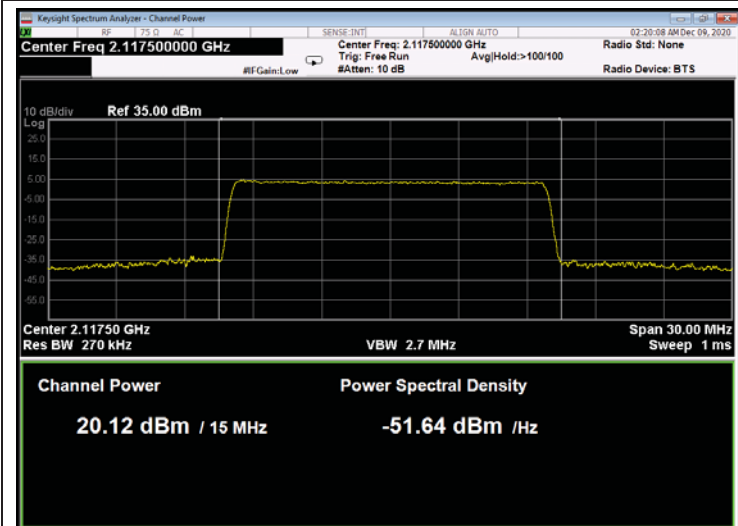 Keysight Spectrum Analyzer - Channel Power
RF 75 Ω AC SENSE:INT ALIGN AUTO 02:20:08 AM Dec 09, 2020
Center Freq 2.117500000 GHz Center Freq: 2.117500000 GHz Radio Std: None
Trig: Free Run Avg|Hold:>100/100
#IFGain:Low #Atten: 10 dB Radio Device: BTS
10 dB/div Ref 35.00 dBm
Log
25.0
15.0
5.00
-5.00
-15.0
-25.0
-35.0
-45.0
-55.0
Center 2.11750 GHz Span 30.00 MHz
Res BW 270 kHz VBW 2.7 MHz Sweep 1 ms
Channel Power Power Spectral Density
20.12 dBm / 15 MHz -51.64 dBm /Hz